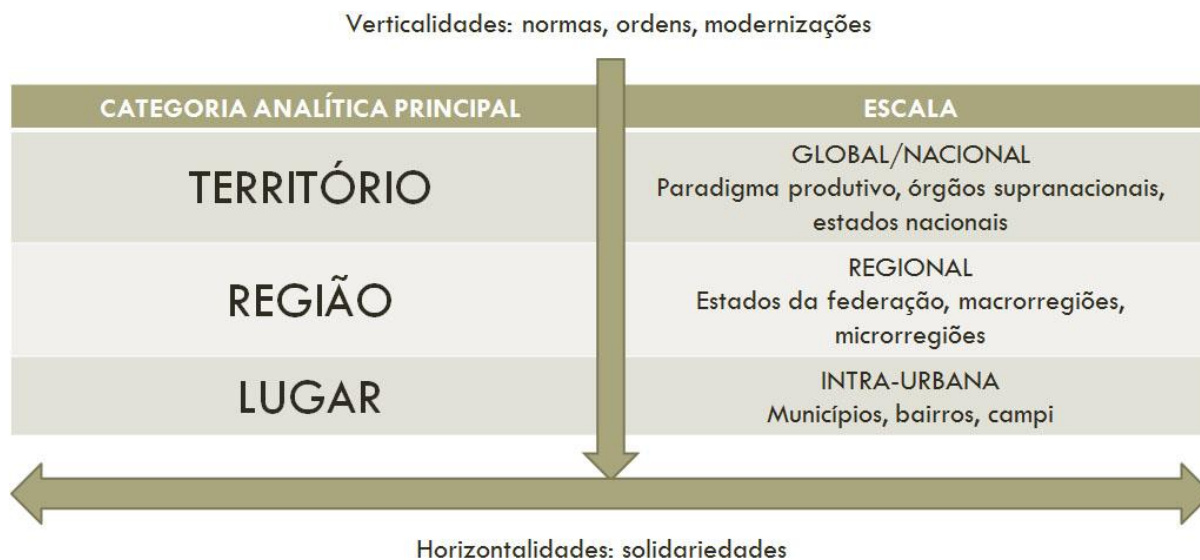 Verticalidades: normas, ordens, modernizações
CATEGORIA ANALÍTICA PRINCIPAL
ESCALA
TERRITÓRIO
GLOBAL/NACIONAL
Paradigma produtivo, órgãos supranacionais,
estados nacionais
REGIÃO
REGIONAL
Estados da federação, macrorregiões,
microrregiões
LUGAR
INTRA-URBANA
Municípios, bairros, campi
Horizontalidades: solidariedades